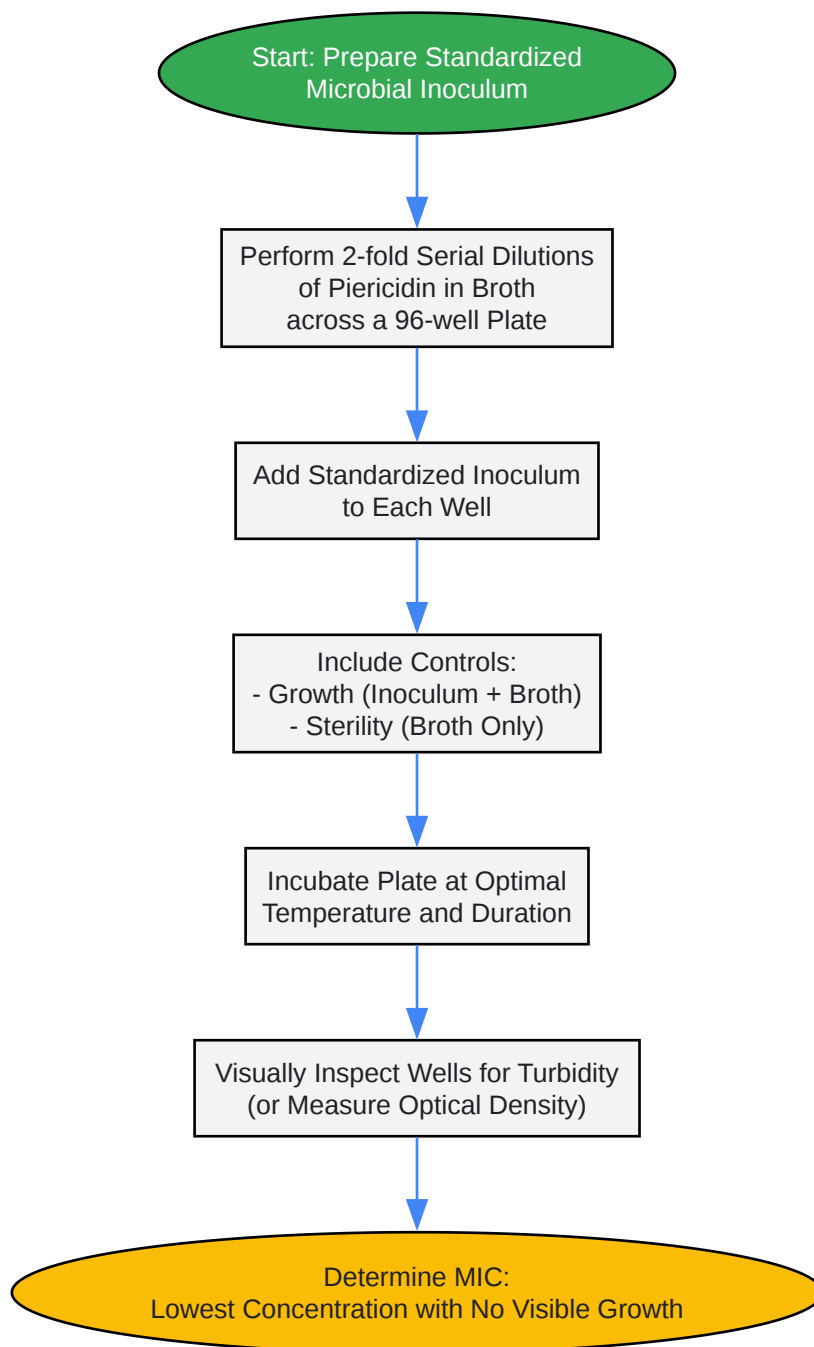 Start: Prepare Standardized
Microbial Inoculum
Perform 2-fold Serial Dilutions
of Piericidin in Broth
across a 96-well Plate
Add Standardized Inoculum
to Each Well
Include Controls:
- Growth (Inoculum + Broth)
- Sterility (Broth Only)
Incubate Plate at Optimal
Temperature and Duration
Visually Inspect Wells for Turbidity
(or Measure Optical Density)
Determine MIC:
Lowest Concentration with No Visible Growth